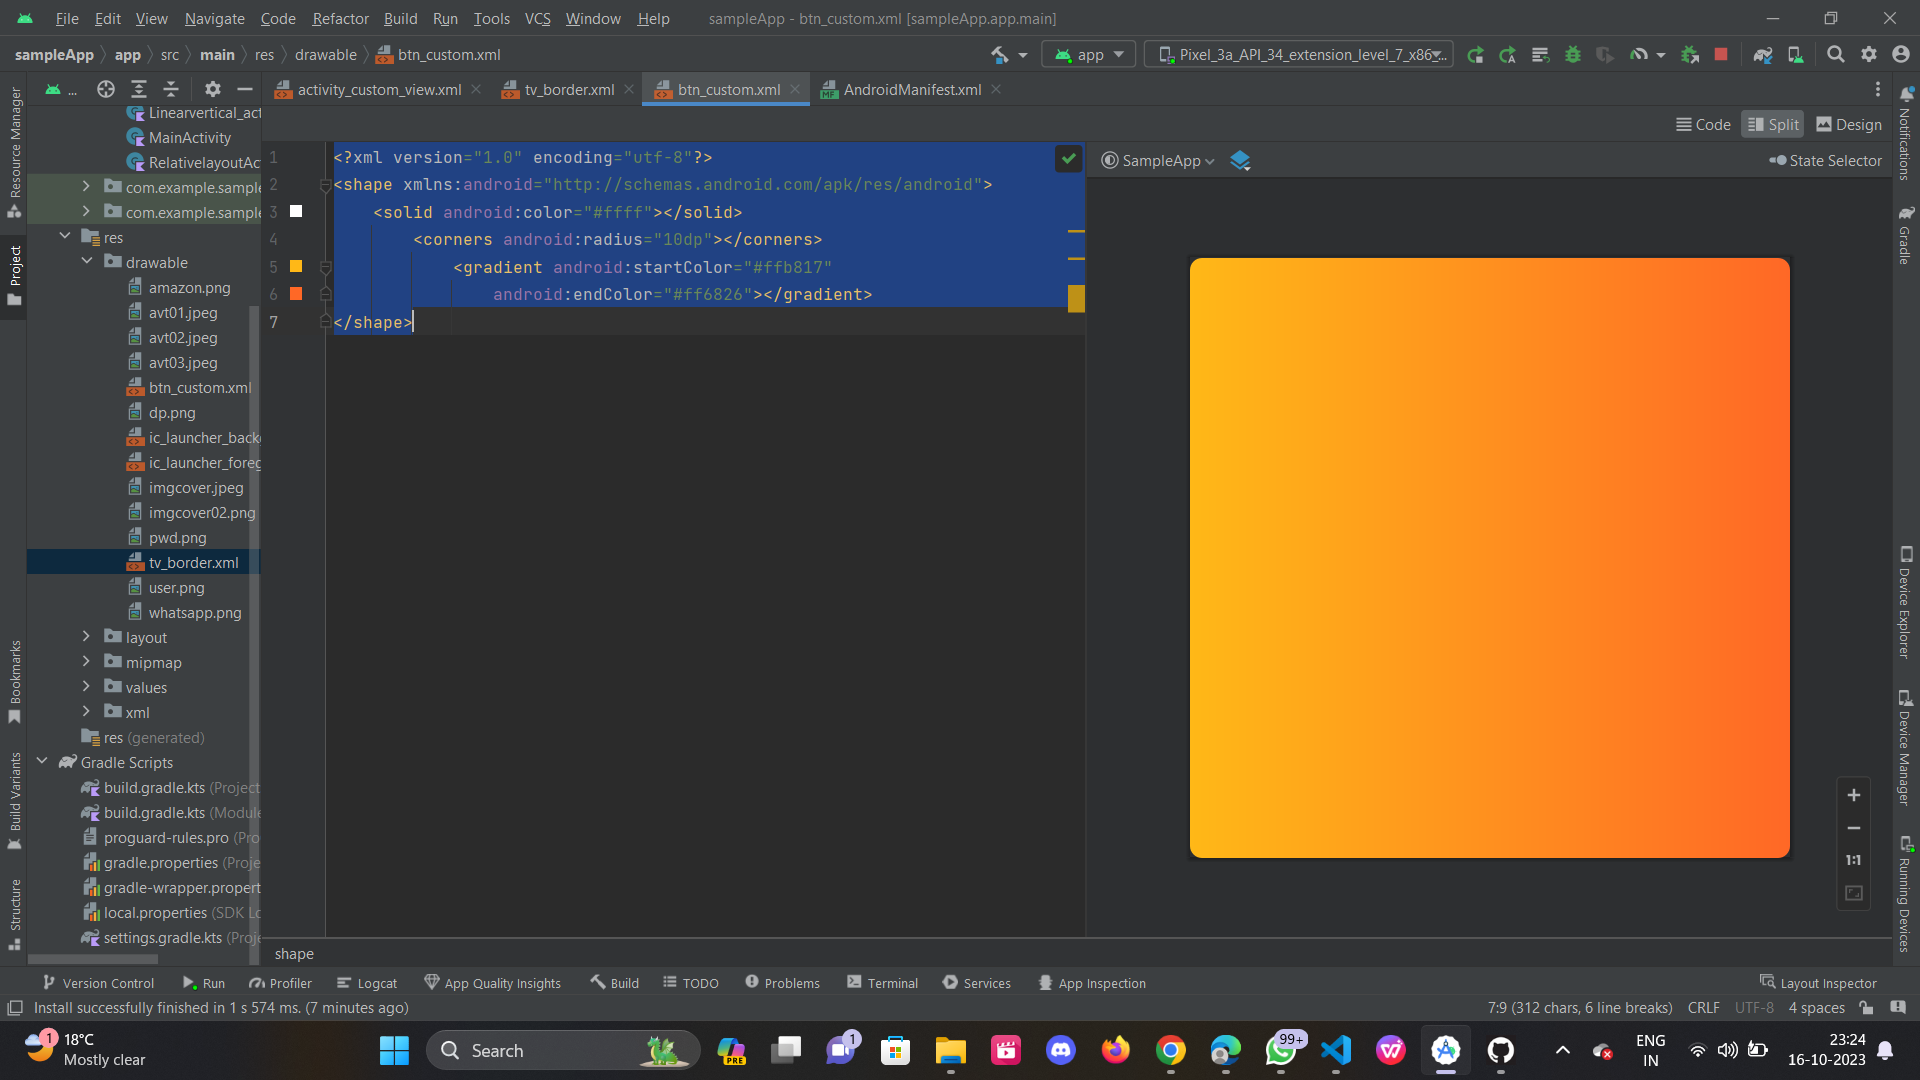 File Edit View Navigate Code Refactor Build Run Tools VCS Window Help sampleApp - btn_custom.xml [sampleApp.app.main]
sampleApp app src main res drawable btn_custom.xml app Pixel_3a_API_34_extension_level_7_x86...
... activity_custom_view.xml tv_border.xml btn_custom.xml AndroidManifest.xml
Code Split Design
SampleApp State Selector
Resource Manager
Project
Bookmarks
Build Variants
Structure
Linearvertical_act
MainActivity
RelativelayoutAc
com.example.sample
com.example.sample
res
drawable
amazon.png
avt01.jpeg
avt02.jpeg
avt03.jpeg
btn_custom.xml
dp.png
ic_launcher_back
ic_launcher_foreg
imgcover.jpeg
imgcover02.png
pwd.png
tv_border.xml
user.png
whatsapp.png
layout
mipmap
values
xml
res (generated)
Gradle Scripts
build.gradle.kts (Project
build.gradle.kts (Module
proguard-rules.pro (Pro
gradle.properties (Proje
gradle-wrapper.propert
local.properties (SDK Lo
settings.gradle.kts (Proj
1 <?xml version="1.0" encoding="utf-8"?>
2 <shape xmlns:android="http://schemas.android.com/apk/res/android">
3 <solid android:color="#ffff"></solid>
4 <corners android:radius="10dp"></corners>
5 <gradient android:startColor="#ffb817"
6 android:endColor="#ff6826"></gradient>
7 </shape>
1:1
Notifications
Gradle
Device Explorer
Device Manager
Running Devices
shape
Version Control Run Profiler Logcat App Quality Insights Build TODO Problems Terminal Services App Inspection Layout Inspector
Install successfully finished in 1 s 574 ms. (7 minutes ago) 7:9 (312 chars, 6 line breaks) CRLF UTF-8 4 spaces
1 18°C
Mostly clear
Search
PRE
1
99+
ENG
IN
23:24
16-10-2023